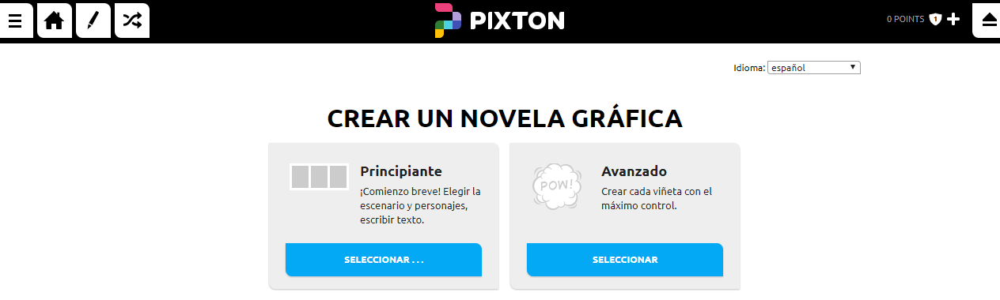 PIXTON
0 POINTS 1
Idioma: español
CREAR UN NOVELA GRÁFICA
Principiante
¡Comienzo breve! Elegir la
escenario y personajes,
escribir texto.
SELECCIONAR . . .
POW!
Avanzado
Crear cada viñeta con el
máximo control.
SELECCIONAR